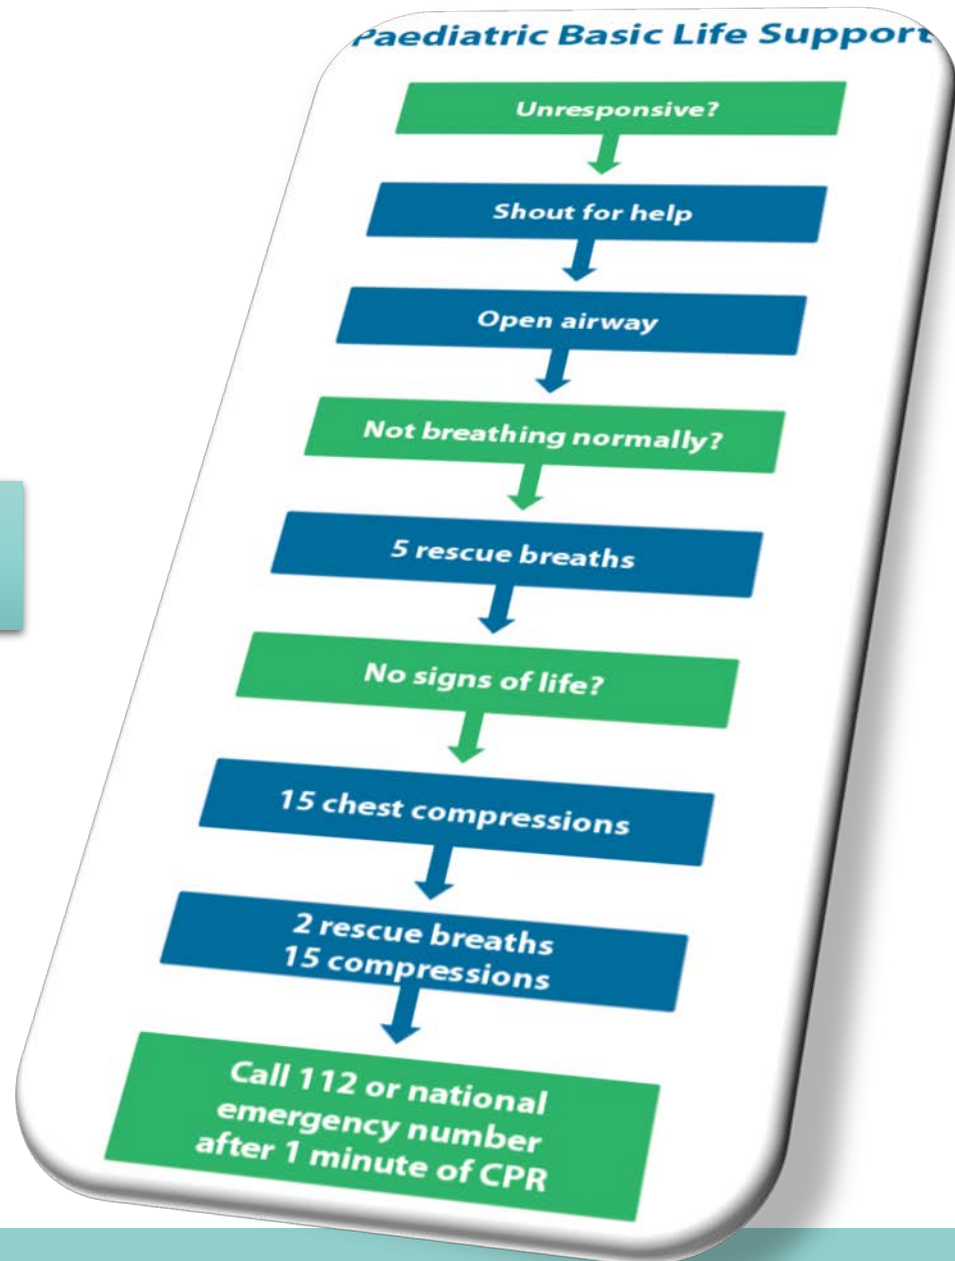 Paediatric Basic Life Support
Unresponsive?
Shout for help
Open airway
Not breathing normally?
5 rescue breaths
No signs of life?
15 chest compressions
2 rescue breaths
15 compressions
Call 112 or national
emergency number
after 1 minute of CPR